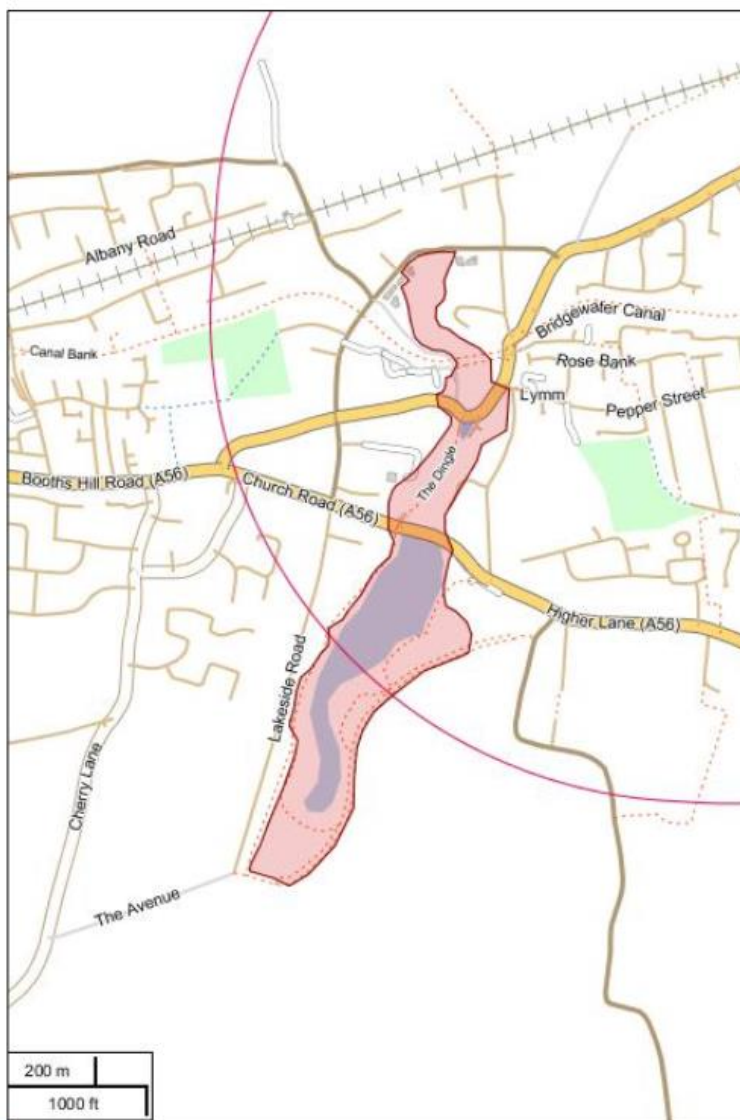 Albany Road
Bridgewater Canal
Canal Bank
Rose Bank
Lymm
Pepper Street
The Dingle
Booths Hill Road (A56)
Church Road (A56)
Higher Lane (A56)
Lakeside Road
Cherry Lane
The Avenue
200 m
1000 ft